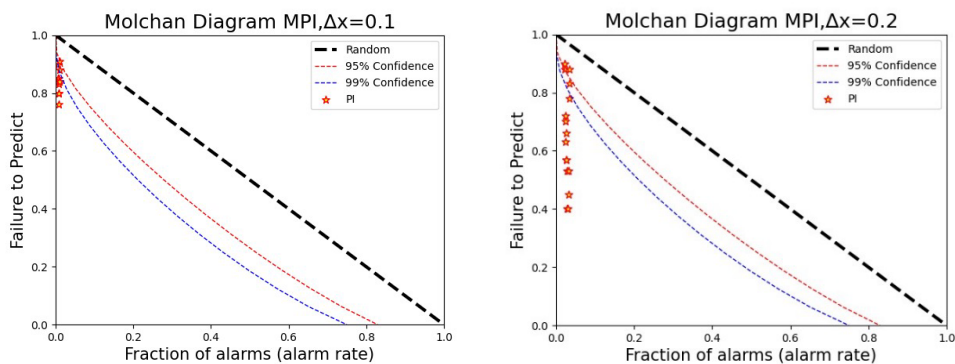 Molchan Diagram MPI,Δx=0.1
Failure to Predict
1.0
0.8
0.6
0.4
0.2
0.0
Random
95% Confidence
99% Confidence
PI
0.0 0.2 0.4 0.6 0.8 1.0
Fraction of alarms (alarm rate)
Molchan Diagram MPI,Δx=0.2
Failure to Predict
1.0
0.8
0.6
0.4
0.2
0.0
Random
95% Confidence
99% Confidence
PI
0.0 0.2 0.4 0.6 0.8 1.0
Fraction of alarms (alarm rate)